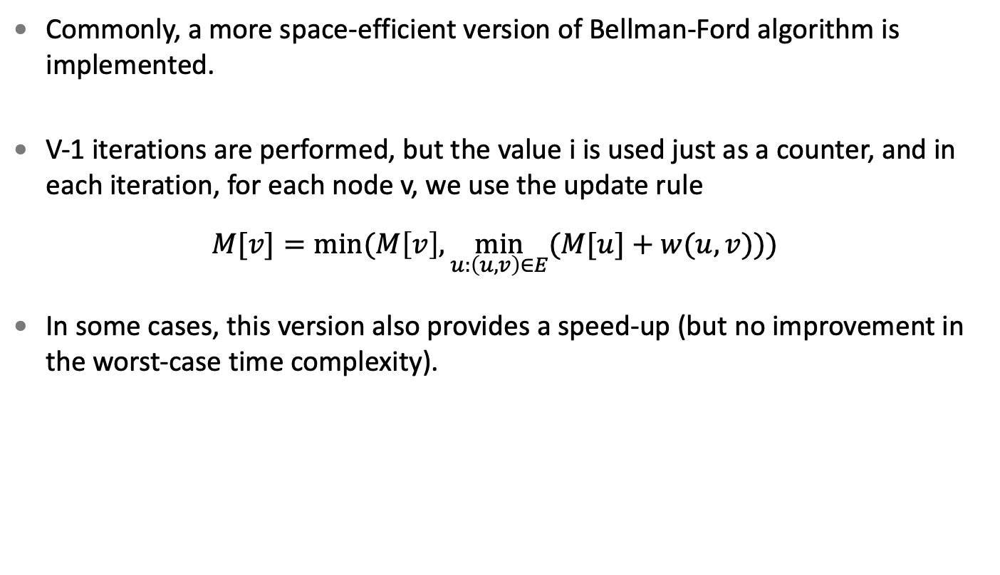 • Commonly, a more space-efficient version of Bellman-Ford algorithm is
implemented.
• V-1 iterations are performed, but the value i is used just as a counter, and in
each iteration, for each node v, we use the update rule
M[v] = min(M[v], min (M[u] + w(u, v)))
u:(u,v)∈E
• In some cases, this version also provides a speed-up (but no improvement in
the worst-case time complexity).